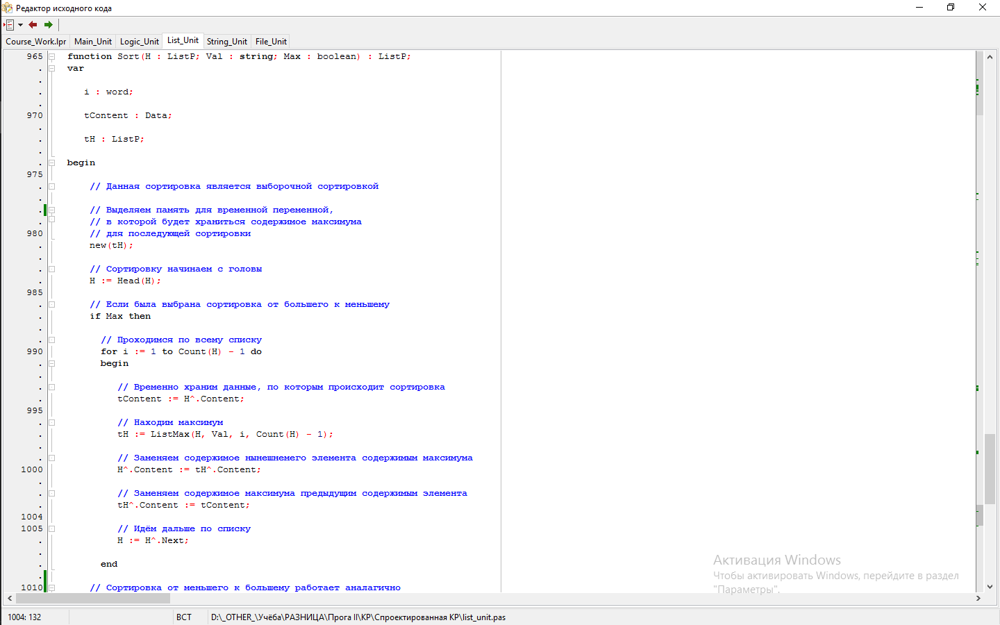 Редактор исходного кода
Course_Work.lpr Main_Unit Logic_Unit List_Unit String_Unit File_Unit
965 function Sort(H : ListP; Val : string; Max : boolean) : ListP;
. var
.
. i : word;
.
970 tContent : Data;
.
. tH : ListP;
.
. begin
975
. // Данная сортировка является выборочной сортировкой
.
. // Выделяем память для временной переменной,
. // в которой будет храниться содержимое максимума
980 // для последующей сортировки
. new(tH);
.
. // Сортировку начинаем с головы
. H := Head(H);
985
. // Если была выбрана сортировка от большего к меньшему
. if Max then
.
. // Проходимся по всему списку
990 for i := 1 to Count(H) - 1 do
. begin
.
. // Временно храним данные, по которым происходит сортировка
. tContent := H^.Content;
995
. // Находим максимум
. tH := ListMax(H, Val, i, Count(H) - 1);
.
. // Заменяем содержимое нынешнемего элемента содержимым максимума
1000 H^.Content := tH^.Content;
.
. // Заменяем содержимое максимума предыдущим содержимым элемента
. tH^.Content := tContent;
1004
1005 // Идём дальше по списку
. H := H^.Next;
.
. end
.
1010 // Сортировка от меньшего к большему работает аналагично
Активация Windows
Чтобы активировать Windows, перейдите в раздел
"Параметры".
1004: 132 ВСТ D:\_OTHER_\Учёба\РАЗНИЦА\Прога II\КР\Спроектированная КР\list_unit.pas